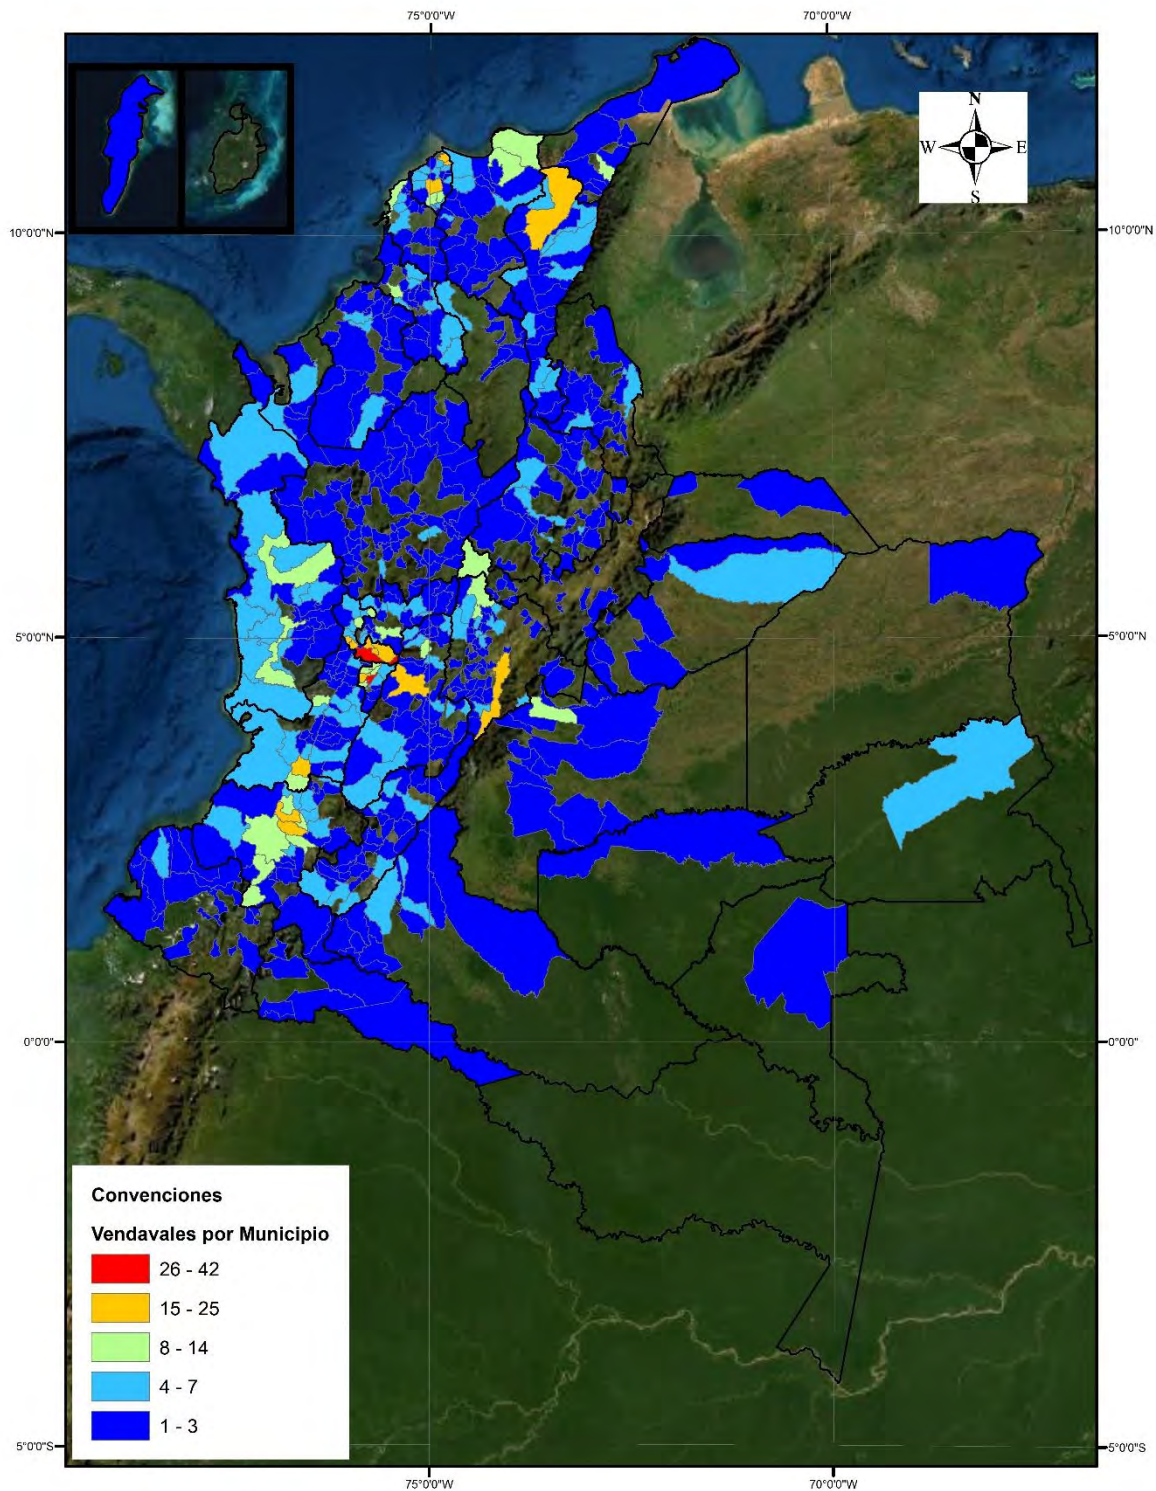 75°0'0"W
70°0'0"W
N
W
E
S
10°0'0"N
10°0'0"N
5°0'0"N
5°0'0"N
0°0'0"
0°0'0"
Convenciones
Vendavales por Municipio
26 - 42
15 - 25
8 - 14
4 - 7
1 - 3
5°0'0"S
5°0'0"S
75°0'0"W
70°0'0"W